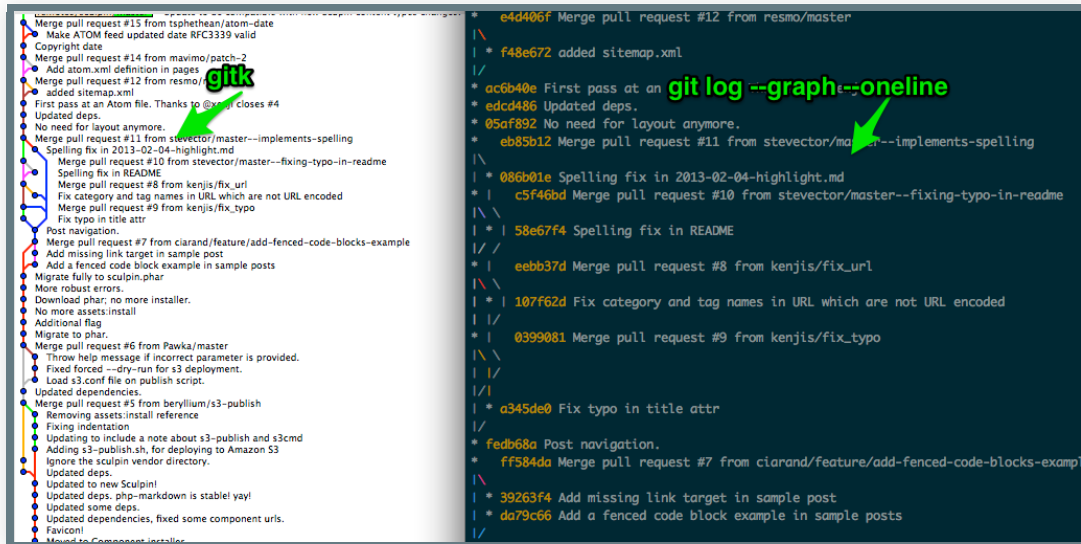 Merge pull request #15 from tsphethean/atom-date
Make ATOM feed updated date RFC3339 valid
Copyright date
Merge pull request #14 from mavimo/patch-2
Add atom.xml definition in pages
Merge pull request #12 from
added sitemap.xml
First pass at an Atom file. Thanks to closes #4
Updated deps.
No need for layout anymore.
Merge pull request #11 from stevector/master--implements-spelling
Spelling fix in 2013-02-04-highlight.md
Merge pull request #10 from stevector/master--fixing-typo-in-readme
Spelling fix in README
Merge pull request #8 from kenjis/fix_url
Fix category and tag names in URL which are not URL encoded
Merge pull request #9 from kenjis/fix_typo
Fix typo in title attr
Post navigation.
Merge pull request #7 from ciarand/feature/add-fenced-code-blocks-example
Add missing link target in sample post
Add a fenced code block example in sample posts
Migrate fully to sculpin.phar
More robust errors.
Download phar; no more installer.
No more assets:install
Additional flag
Migrate to phar.
Merge pull request #6 from Pawka/master
Throw help message if incorrect parameter is provided.
Fixed forced --dry-run for s3 deployment.
Load s3.conf file on publish script.
Updated dependencies.
Merge pull request #5 from beryllium/s3-publish
Removing assets:install reference
Fixing indentation
Updating to include a note about s3-publish and s3cmd
Adding s3-publish.sh, for deploying to Amazon S3
Ignore the sculpin vendor directory.
Updated deps.
Updated to new Sculpin!
Updated deps. php-markdown is stable! yay!
Updated some deps.
Updated dependencies, fixed some component urls.
Favicon!
Moved to Component installer
gitk
* e4d406f Merge pull request #12 from resmo/master
|\
| * f48e672 added sitemap.xml
|/
* ac6b40e First pass at an
* edcd486 Updated deps.
* 05af892 No need for layout anymore.
* eb85b12 Merge pull request #11 from stevector/master--implements-spelling
|\
| * 086b01e Spelling fix in 2013-02-04-highlight.md
* | c5f46bd Merge pull request #10 from stevector/master--fixing-typo-in-readme
|\ \
| * | 58e67f4 Spelling fix in README
|/ /
* | eebb37d Merge pull request #8 from kenjis/fix_url
|\ \
| * | 107f62d Fix category and tag names in URL which are not URL encoded
| |/
* | 0399081 Merge pull request #9 from kenjis/fix_typo
|\ \
| |/
|/|
| * a345de0 Fix typo in title attr
|/
* fedb68a Post navigation.
* ff584da Merge pull request #7 from ciarand/feature/add-fenced-code-blocks-exampl
|\
| * 39263f4 Add missing link target in sample post
| * da79c66 Add a fenced code block example in sample posts
|/
git log --graph --oneline